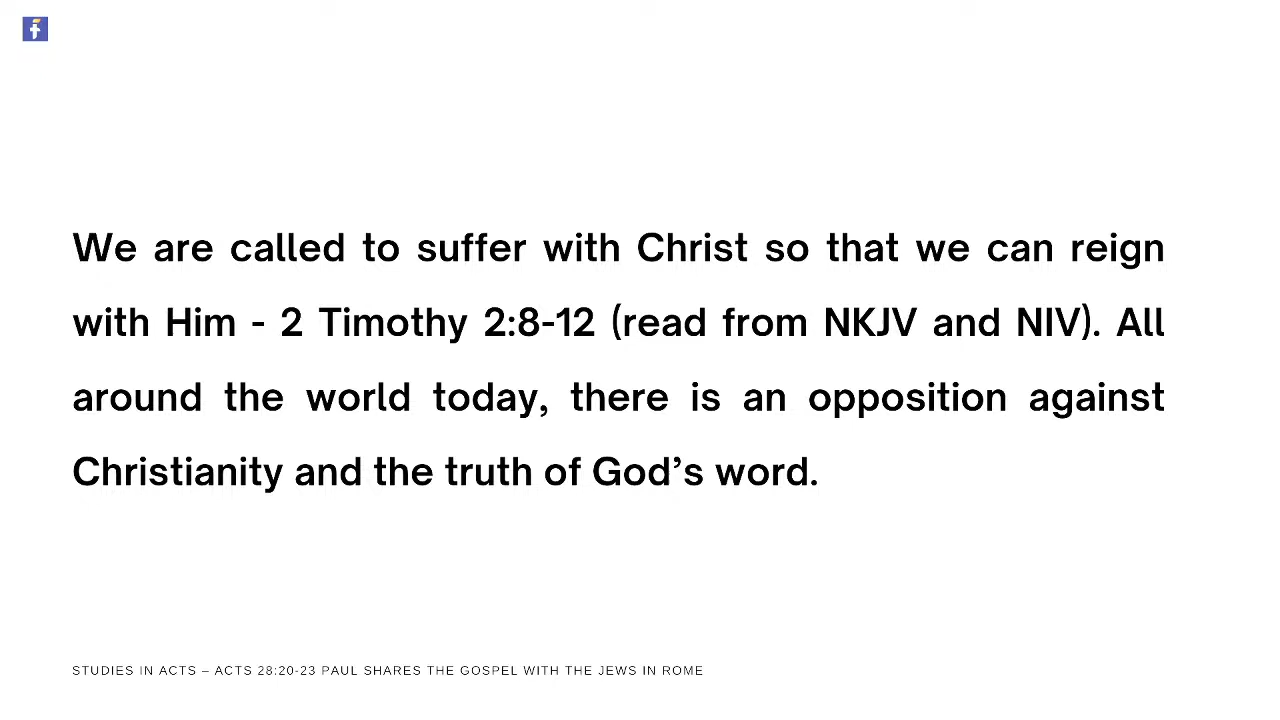 We are called to suffer with Christ so that we can reign
with Him - 2 Timothy 2:8-12 (read from NKJV and NIV). All
around the world today, there is an opposition against
Christianity and the truth of God’s word.
STUDIES IN ACTS – ACTS 28:20-23 PAUL SHARES THE GOSPEL WITH THE JEWS IN ROME